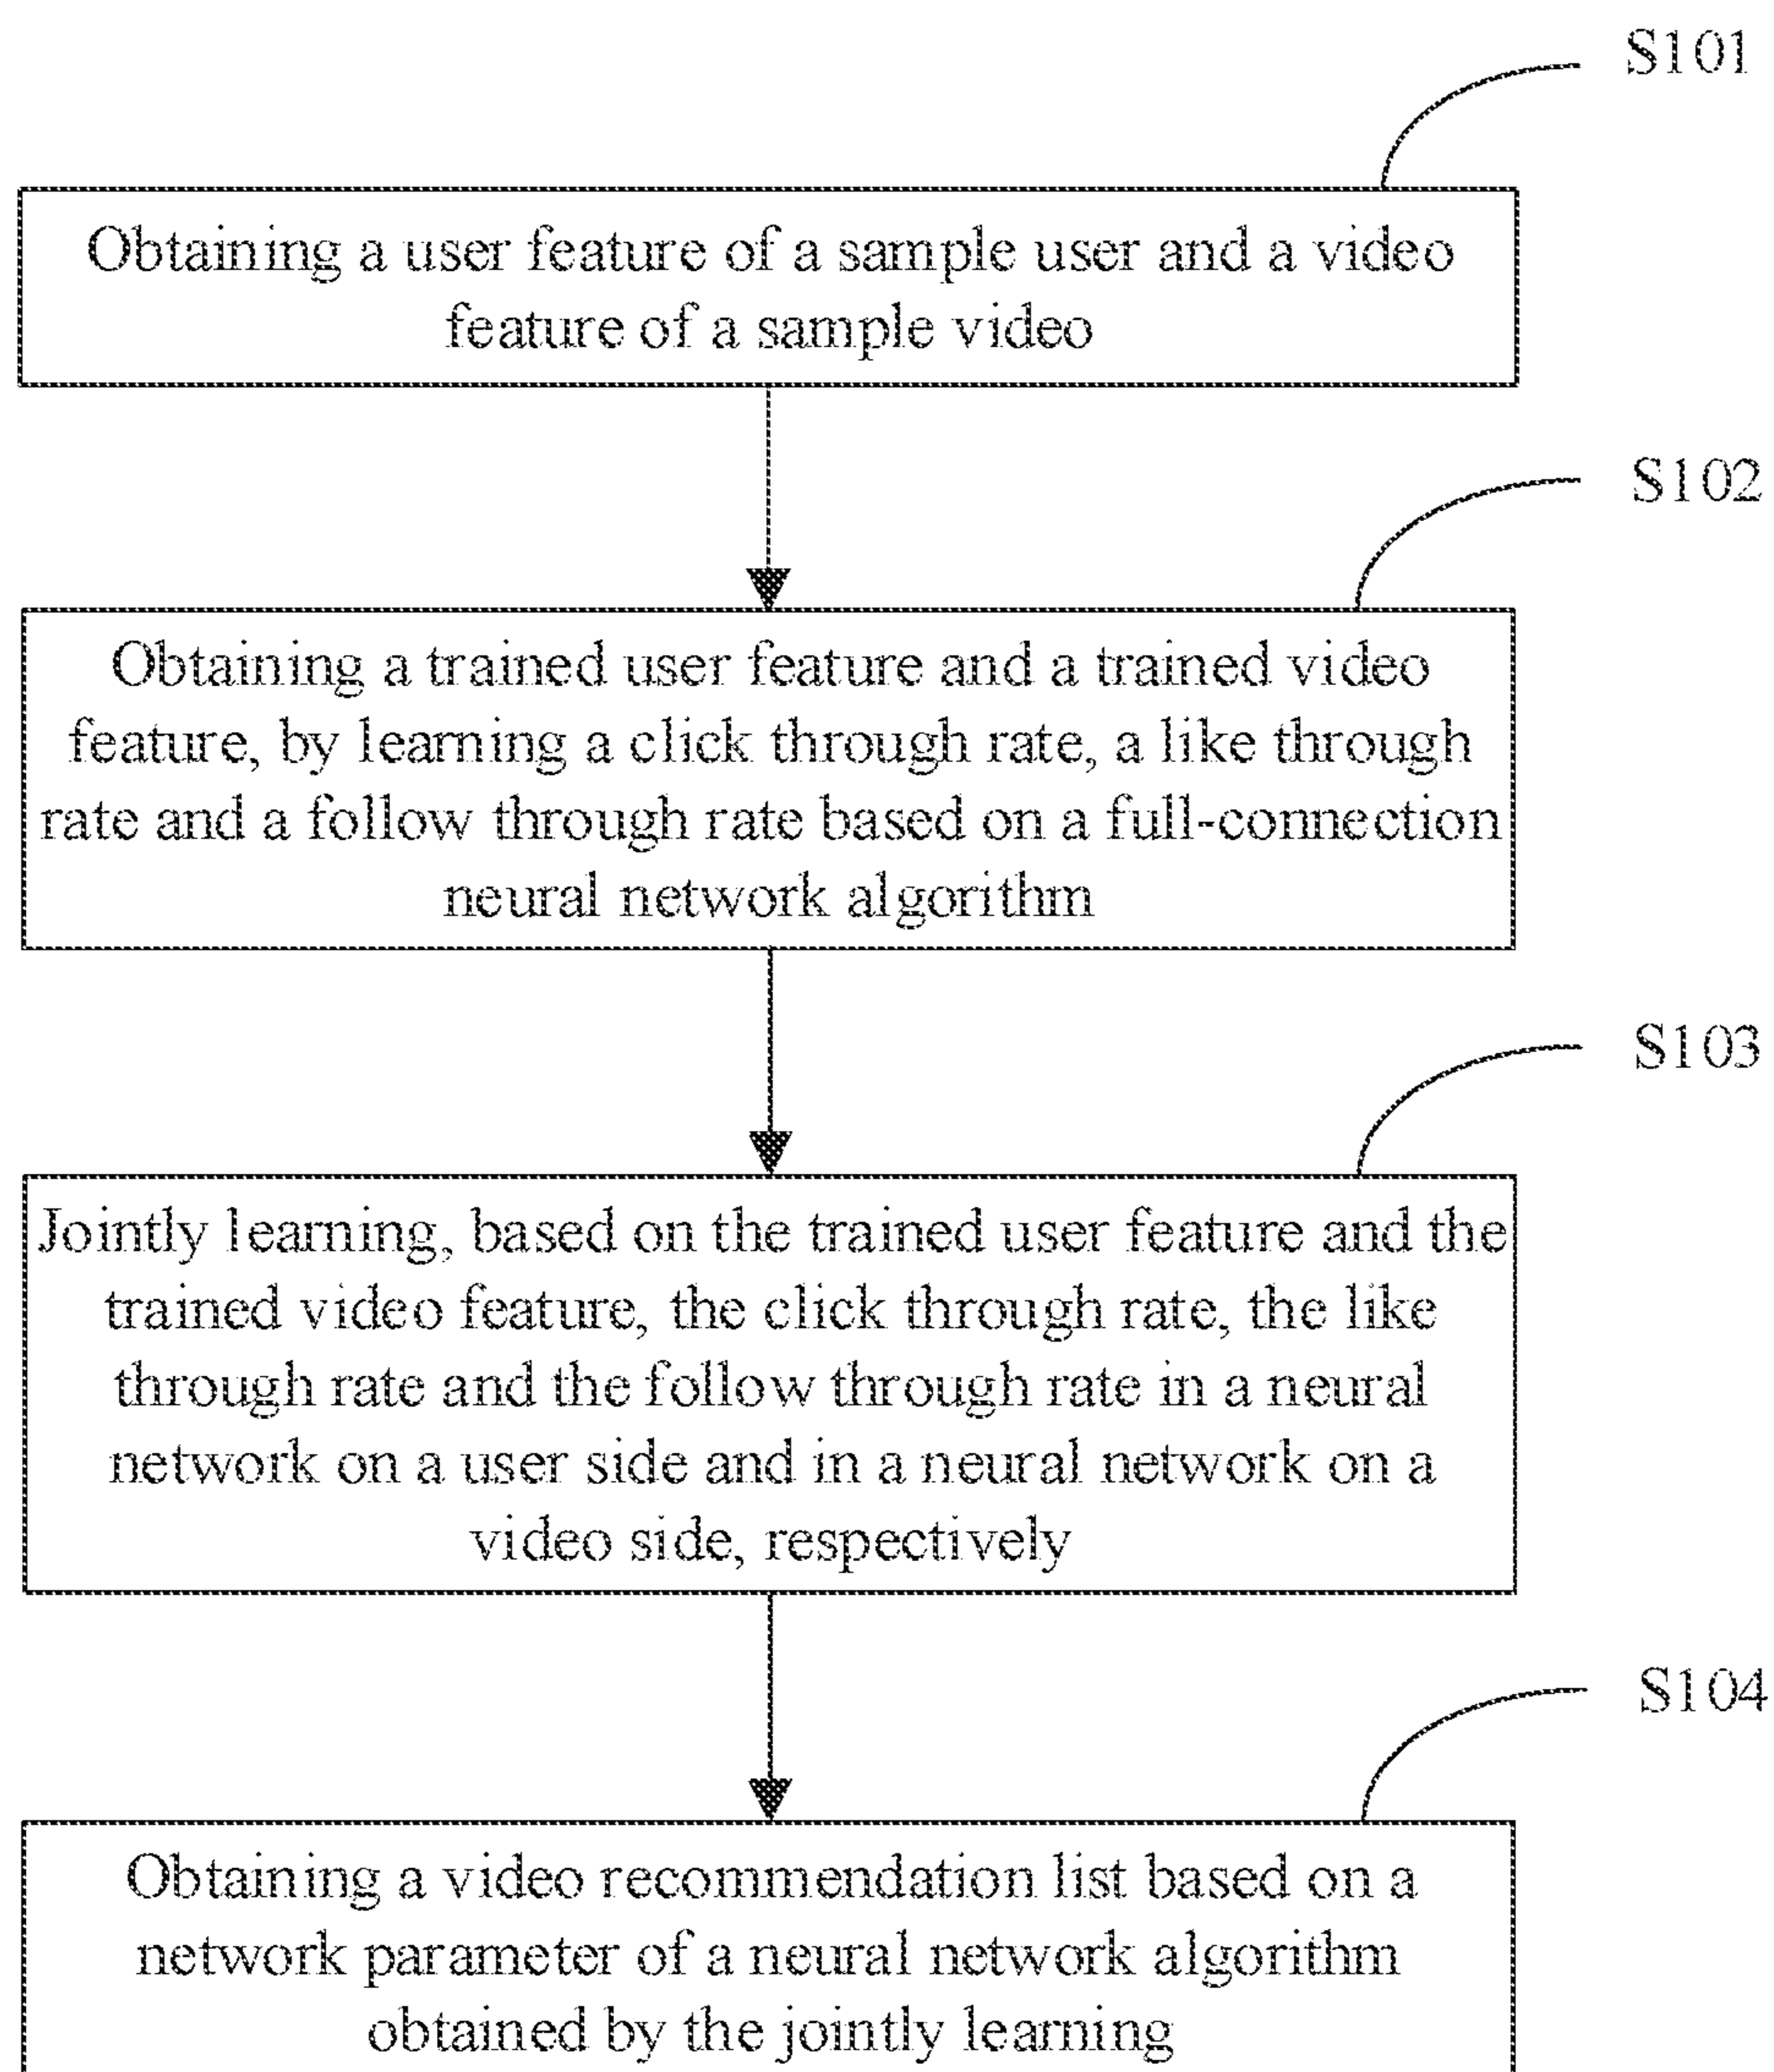 S101
Obtaining a user feature of a sample user and a video
feature of a sample video
S102
Obtaining a trained user feature and a trained video
feature, by learning a click through rate, a like through
rate and a follow through rate based on a full-connection
neural network algorithm
S103
Jointly learning, based on the trained user feature and the
trained video feature, the click through rate, the like
through rate and the follow through rate in a neural
network on a user side and in a neural network on a
video side, respectively
S104
Obtaining a video recommendation list based on a
network parameter of a neural network algorithm
obtained by the jointly learning